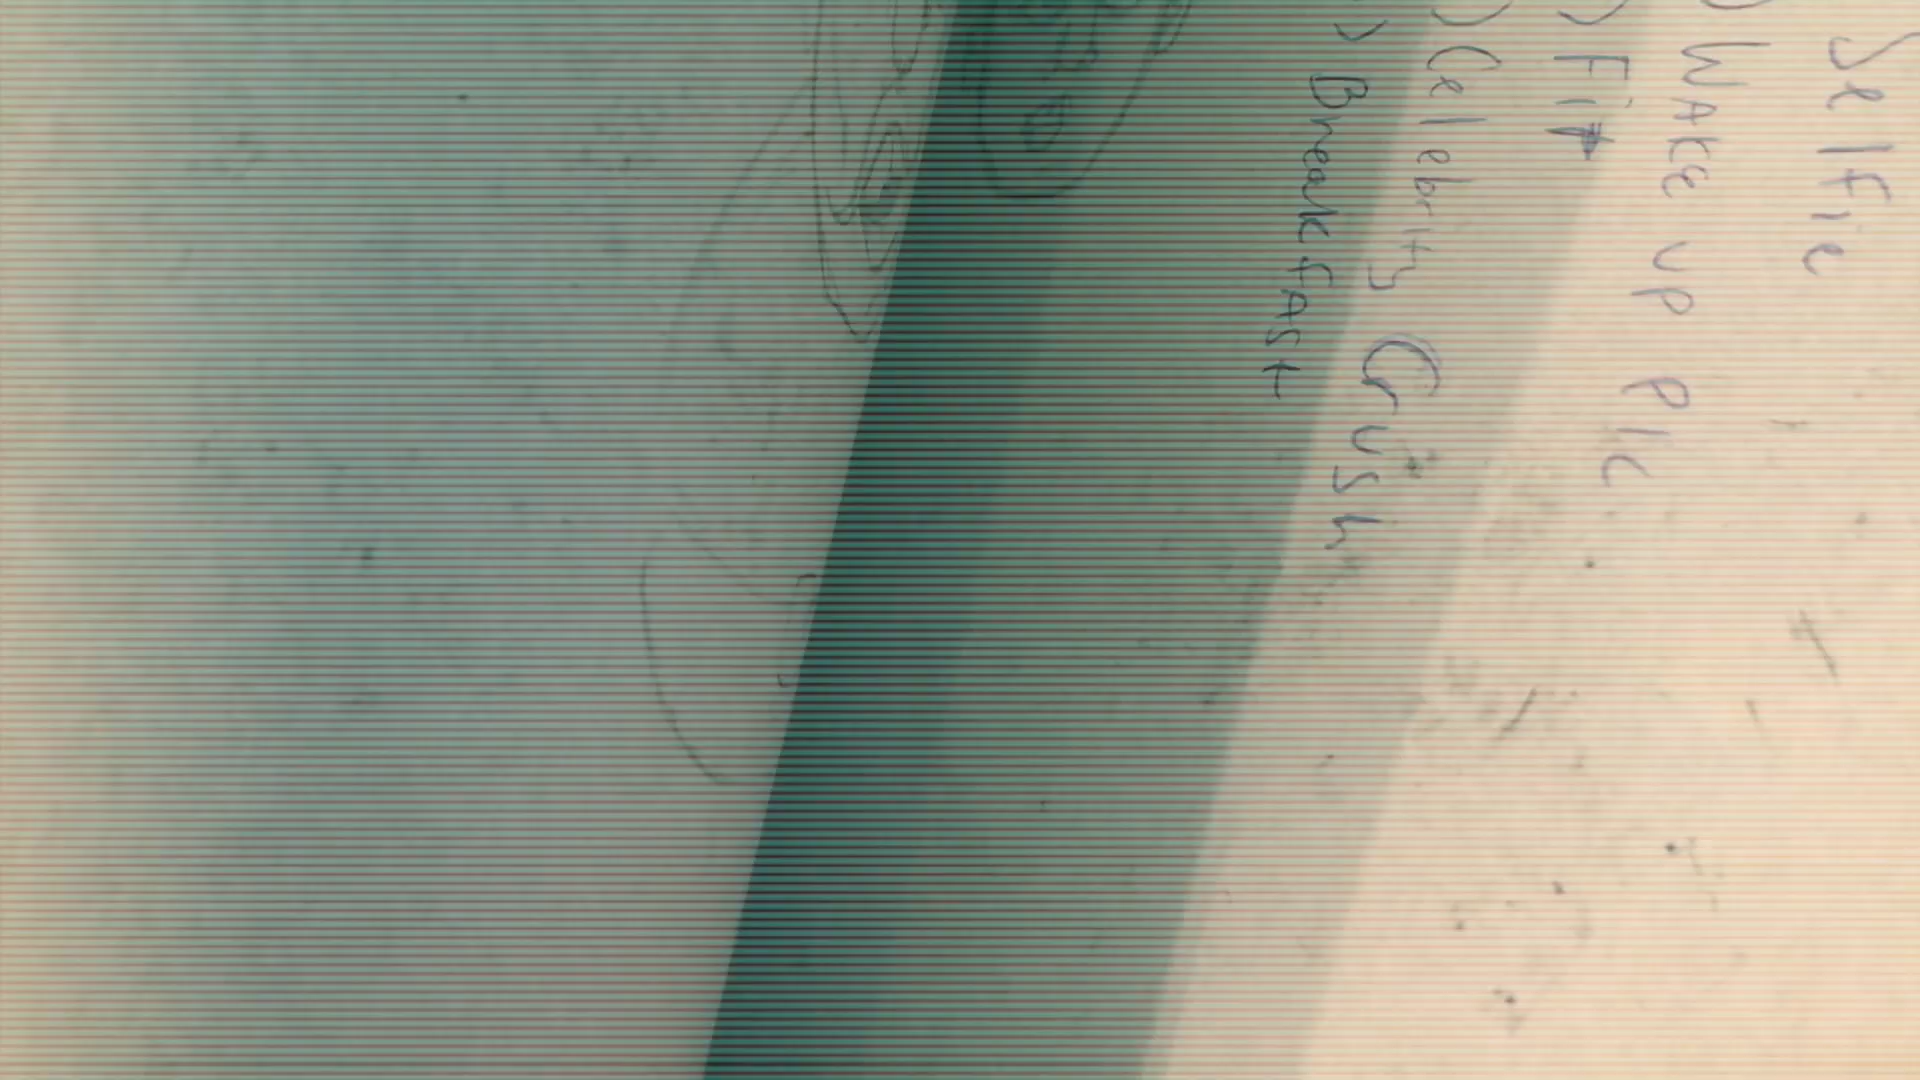 SelFie
) WAKE UP PIC
) Fit
) Celebrity Crush
) BreakfASt